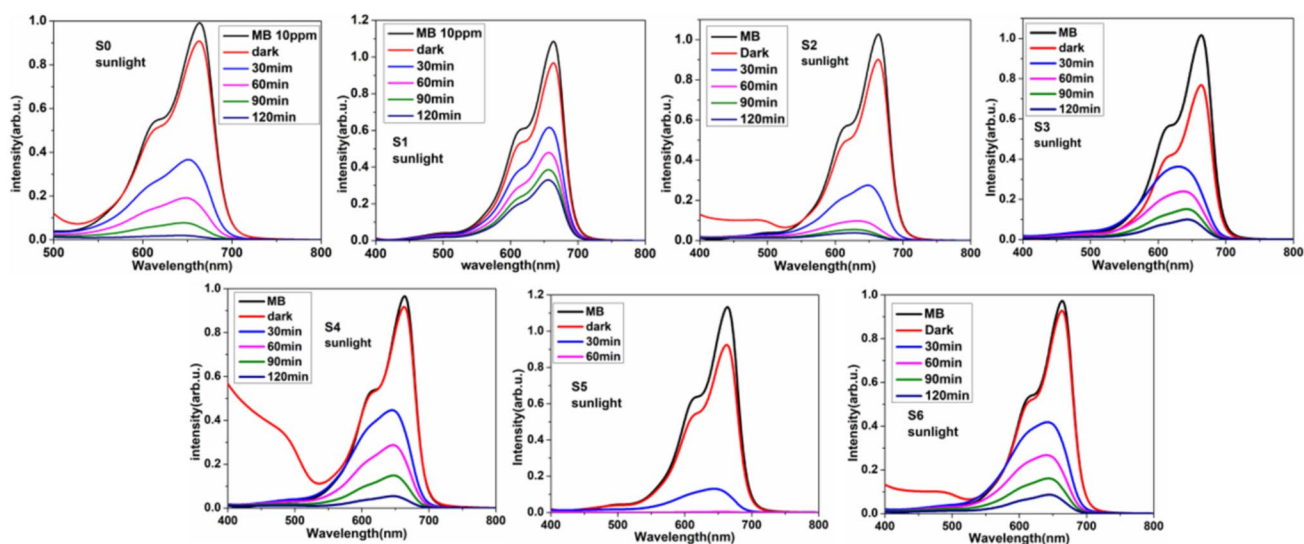 S0
sunlight
MB 10ppm
dark
30mim
60min
90min
120min
intensity(arb.u.)
1.0
0.8
0.6
0.4
0.2
0.0
500 600 700 800
Wavelength(nm)
MB 10ppm
dark
30min
60min
90min
120min
S1
sunlight
intensity(arb.u.)
1.2
1.0
0.8
0.6
0.4
0.2
0.0
400 500 600 700 800
wavelength(nm)
MB
Dark
30min
60min
90min
120min
S2
sunlight
intensity(arb.u.)
1.0
0.8
0.6
0.4
0.2
0.0
400 500 600 700 800
Wavelength(nm)
MB
dark
30min
60min
90min
120min
S3
sunlight
Intensity(arb.u.)
1.0
0.8
0.6
0.4
0.2
0.0
400 500 600 700 800
Wavelength(nm)
MB
dark
30min
60min
90min
120min
S4
sunlight
intensity(arb.u.)
1.0
0.8
0.6
0.4
0.2
0.0
400 500 600 700 800
Wavelength(nm)
MB
dark
30min
60min
S5
sunlight
Intensity(arb.u.)
1.2
1.0
0.8
0.6
0.4
0.2
0.0
400 500 600 700 800
Wavelength(nm)
MB
Dark
30min
60min
90min
120min
S6
sunlight
Intensity(arb.u.)
1.0
0.8
0.6
0.4
0.2
0.0
400 500 600 700 800
Wavelength(nm)